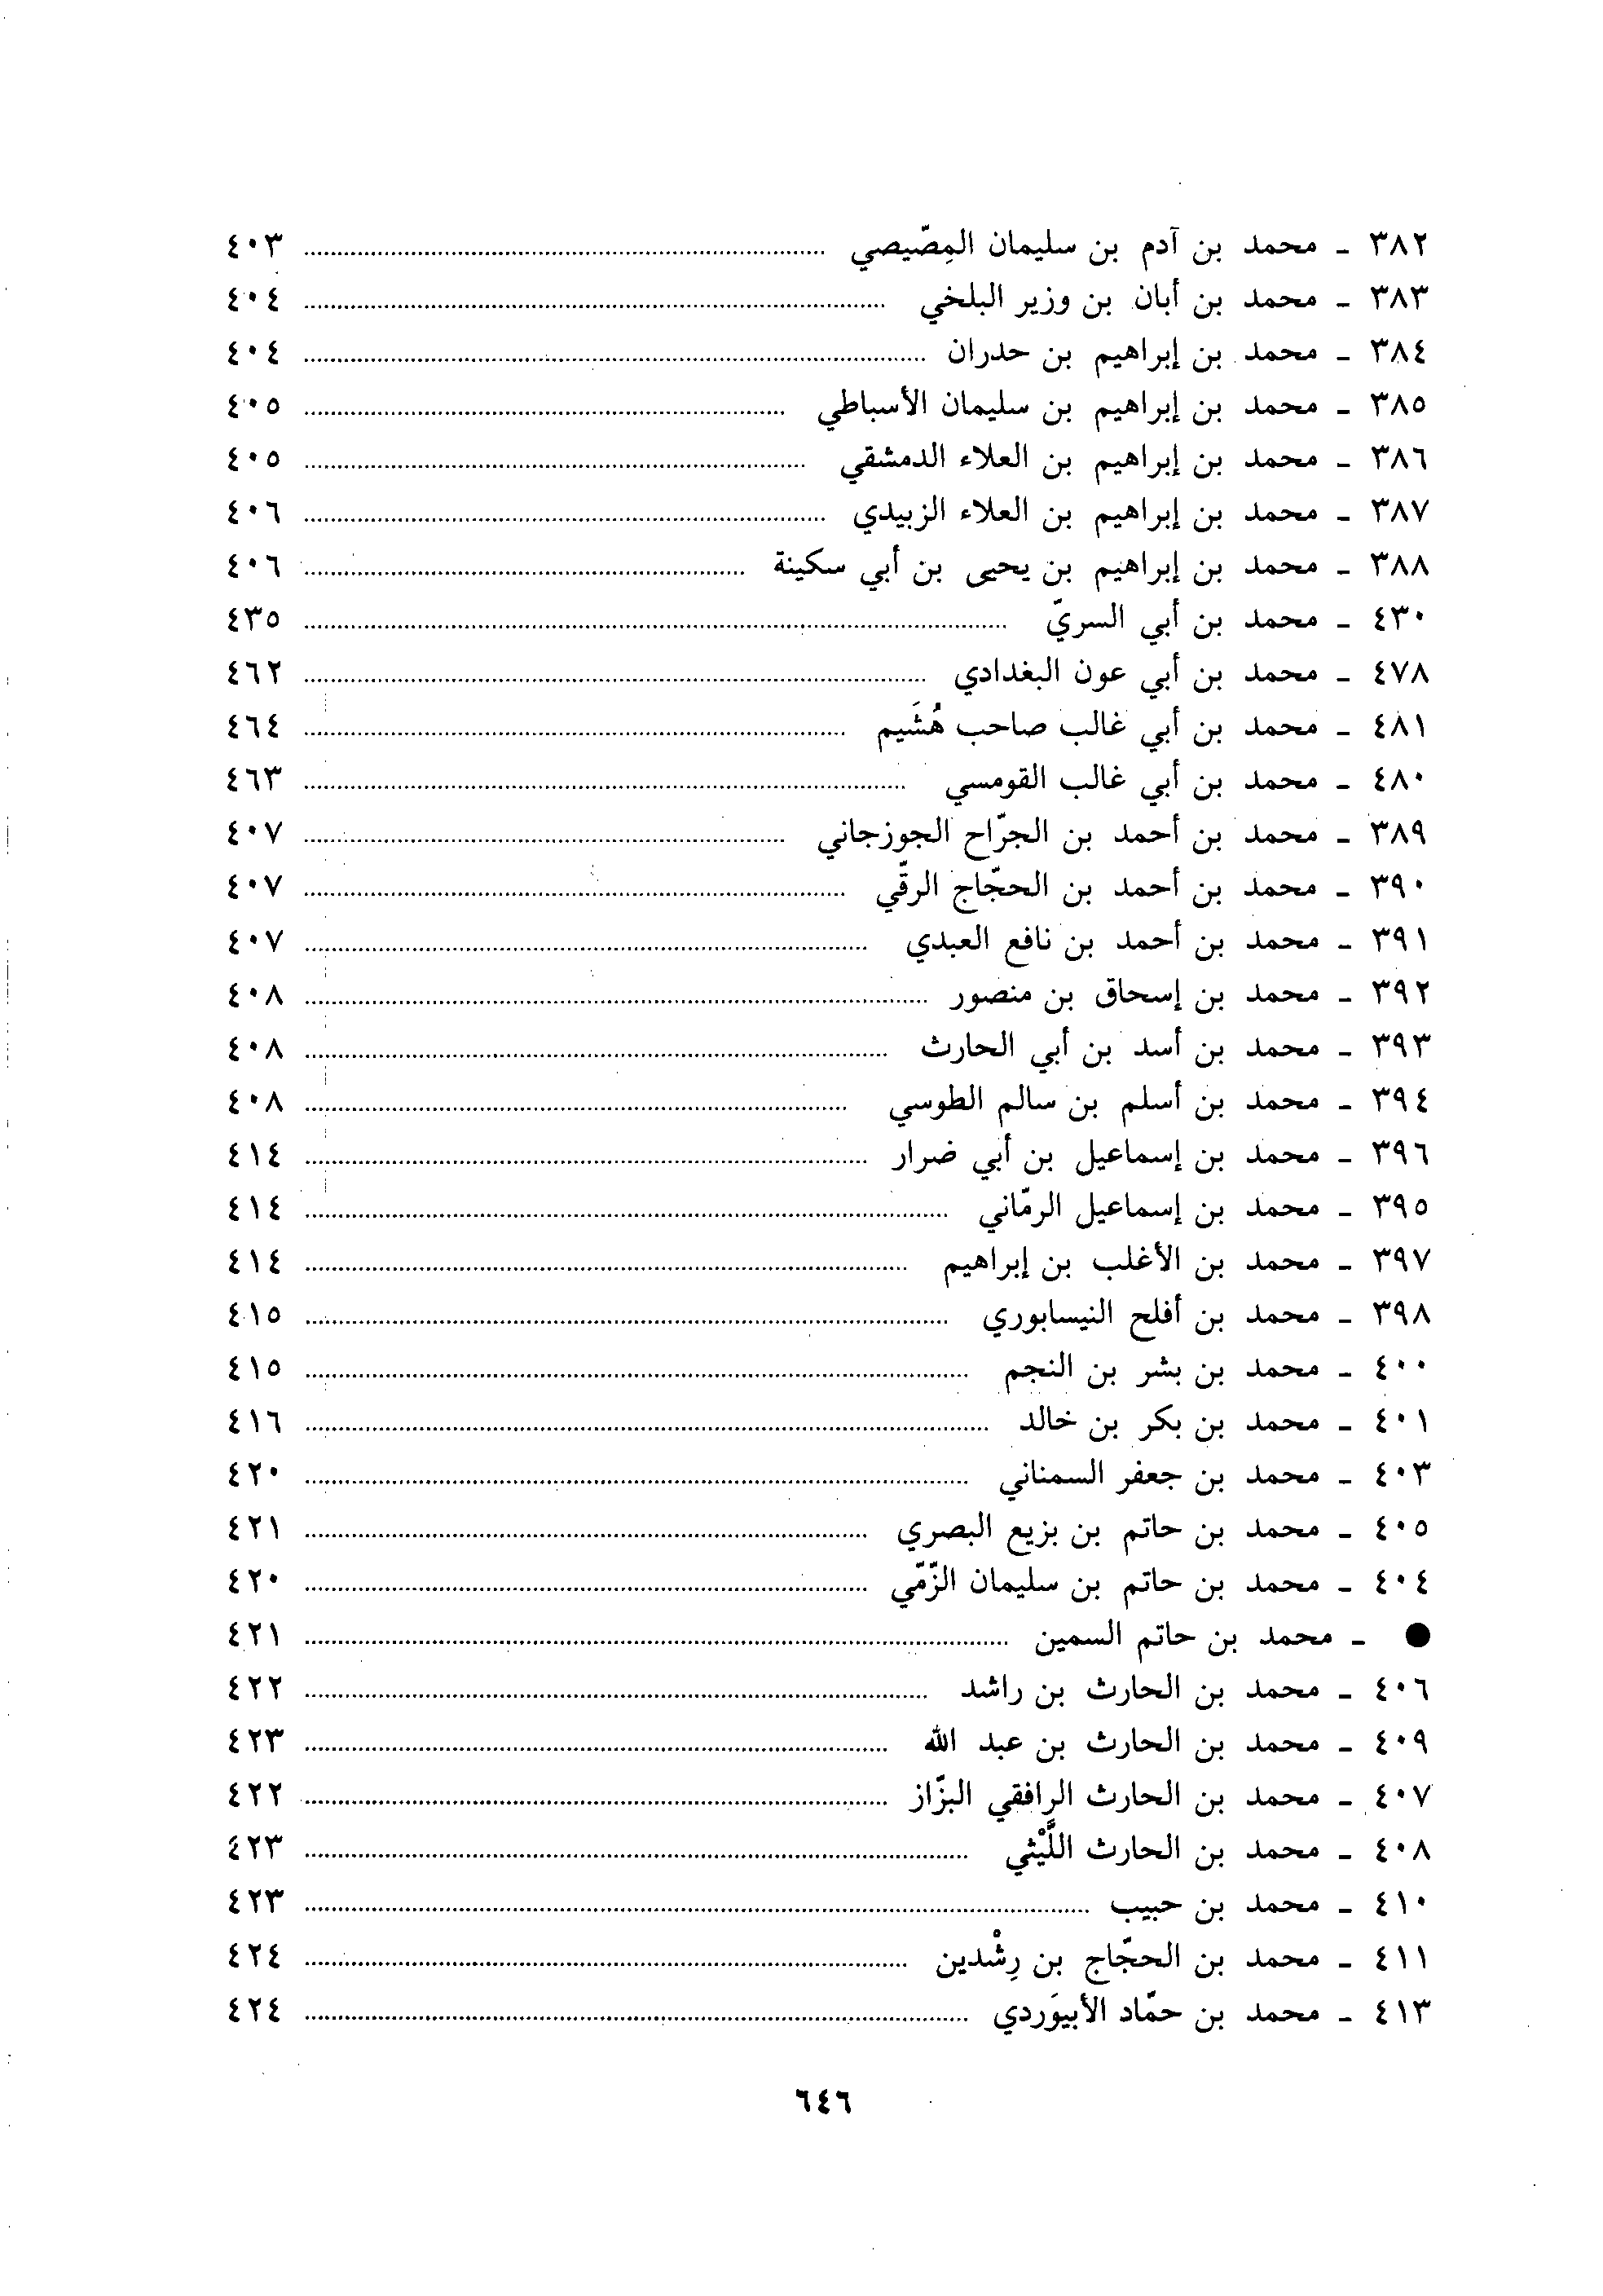 ٣٨٢ ـ محمد بن آدم بن سليمان المِصّيصي ........ ٤٠٣
٣٨٣ ـ محمد بن أبان بن وزير البلخي ........ ٤٠٤
٣٨٤ ـ محمد بن إبراهيم بن حدران ........ ٤٠٤
٣٨٥ ـ محمد بن إبراهيم بن سليمان الأسباطي ........ ٤٠٥
٣٨٦ ـ محمد بن إبراهيم بن العلاء الدمشقي ........ ٤٠٥
٣٨٧ ـ محمد بن إبراهيم بن العلاء الزبيدي ........ ٤٠٦
٣٨٨ ـ محمد بن إبراهيم بن يحيى بن أبي سكينة ........ ٤٠٦
٤٣٠ ـ محمد بن أبي السريّ ........ ٤٣٥
٤٧٨ ـ محمد بن أبي عون البغدادي ........ ٤٦٢
٤٨١ ـ محمد بن أبي غالب صاحب هُشَيم ........ ٤٦٤
٤٨٠ ـ محمد بن أبي غالب القومسي ........ ٤٦٣
٣٨٩ ـ محمد بن أحمد بن الجرّاح الجوزجاني ........ ٤٠٧
٣٩٠ ـ محمد بن أحمد بن الحجّاج الرقّي ........ ٤٠٧
٣٩١ ـ محمد بن أحمد بن نافع العبدي ........ ٤٠٧
٣٩٢ ـ محمد بن إسحاق بن منصور ........ ٤٠٨
٣٩٣ ـ محمد بن أسد بن أبي الحارث ........ ٤٠٨
٣٩٤ ـ محمد بن أسلم بن سالم الطوسي ........ ٤٠٨
٣٩٦ ـ محمد بن إسماعيل بن أبي ضرار ........ ٤١٤
٣٩٥ ـ محمد بن إسماعيل الرمّاني ........ ٤١٤
٣٩٧ ـ محمد بن الأغلب بن إبراهيم ........ ٤١٤
٣٩٨ ـ محمد بن أفلح النيسابوري ........ ٤١٥
٤٠٠ ـ محمد بن بشر بن النجم ........ ٤١٥
٤٠١ ـ محمد بن بكر بن خالد ........ ٤١٦
٤٠٣ ـ محمد بن جعفر السمناني ........ ٤٢٠
٤٠٥ ـ محمد بن حاتم بن بزيع البصري ........ ٤٢١
٤٠٤ ـ محمد بن حاتم بن سليمان الزّمّي ........ ٤٢٠
● ـ محمد بن حاتم السمين ........ ٤٢١
٤٠٦ ـ محمد بن الحارث بن راشد ........ ٤٢٢
٤٠٩ ـ محمد بن الحارث بن عبد الله ........ ٤٢٣
٤٠٧ ـ محمد بن الحارث الرافقي البزّاز ........ ٤٢٢
٤٠٨ ـ محمد بن الحارث اللَّيْثي ........ ٤٢٣
٤١٠ ـ محمد بن حبيب ........ ٤٢٣
٤١١ ـ محمد بن الحجّاج بن رِشْدين ........ ٤٢٤
٤١٣ ـ محمد بن حمّاد الأبيوَردي ........ ٤٢٤
٦٤٦